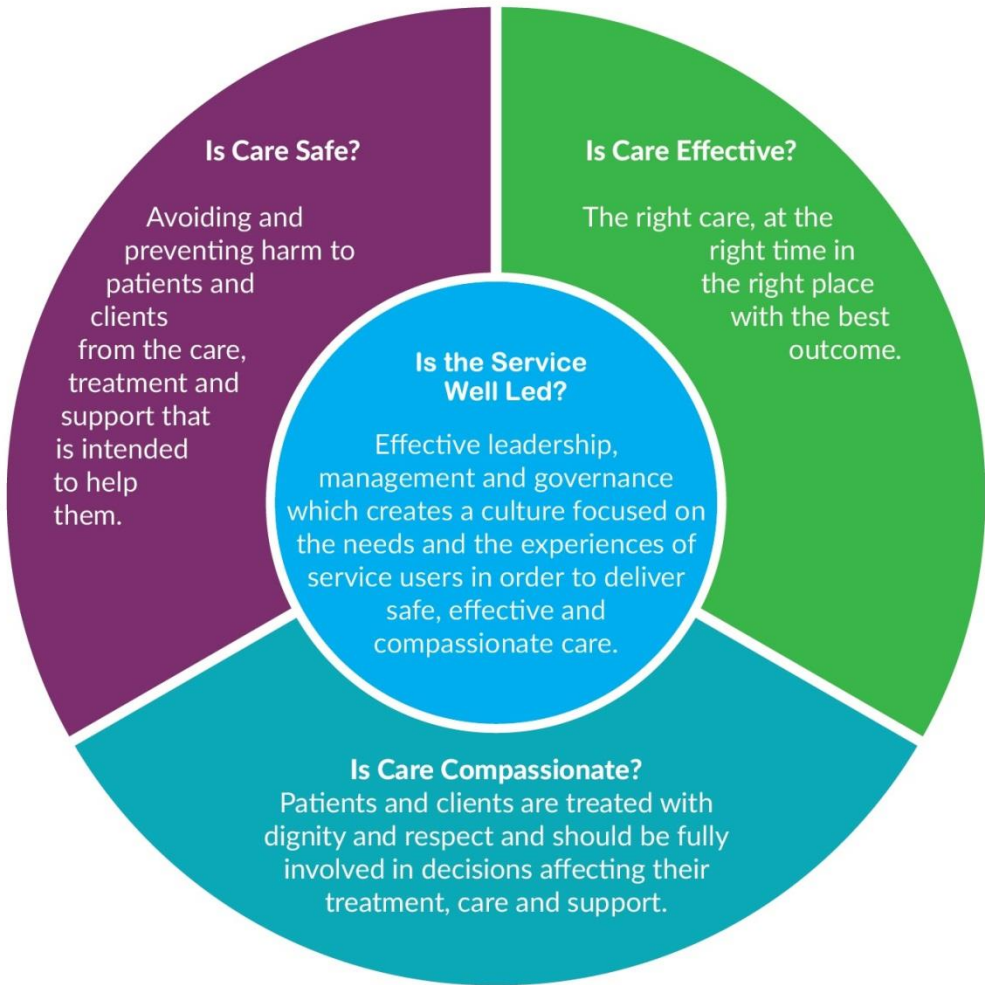 Is Care Safe?
Avoiding and
preventing harm to
patients and
clients
from the care,
treatment and
support that
is intended
to help
them.
Is Care Effective?
The right care, at the
right time in
the right place
with the best
outcome.
Is the Service
Well Led?
Effective leadership,
management and governance
which creates a culture focused on
the needs and the experiences of
service users in order to deliver
safe, effective and
compassionate care.
Is Care Compassionate?
Patients and clients are treated with
dignity and respect and should be fully
involved in decisions affecting their
treatment, care and support.